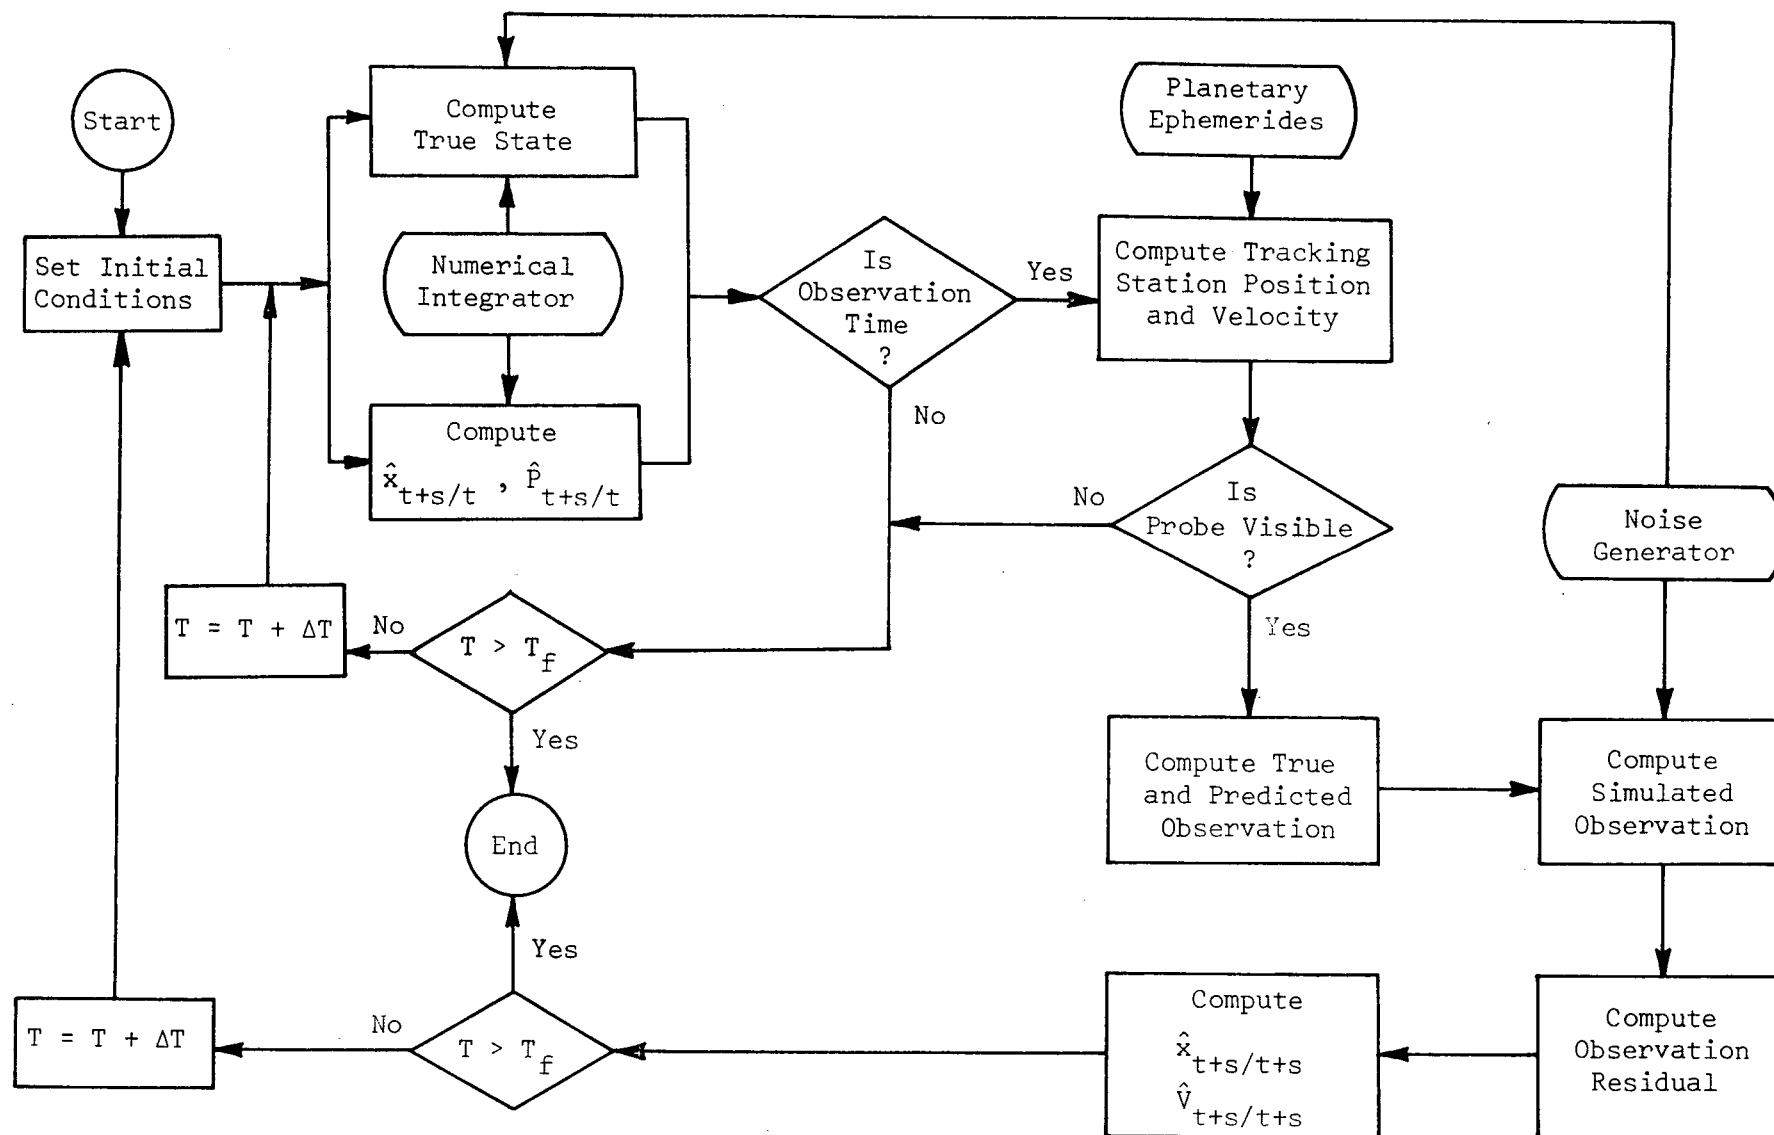 Start
Set Initial
Conditions
Compute
True State
Numerical
Integrator
Compute
x̂t+s/t , P̂t+s/t
Is
Observation
Time
?
Yes
No
Planetary
Ephemerides
Compute Tracking
Station Position
and Velocity
Is
Probe Visible
?
No
Yes
Noise
Generator
T = T + ΔT
No
T > Tf
Yes
End
Compute True
and Predicted
Observation
Compute
Simulated
Observation
Compute
Observation
Residual
Compute
x̂t+s/t+s
V̂t+s/t+s
Yes
T > Tf
No
T = T + ΔT